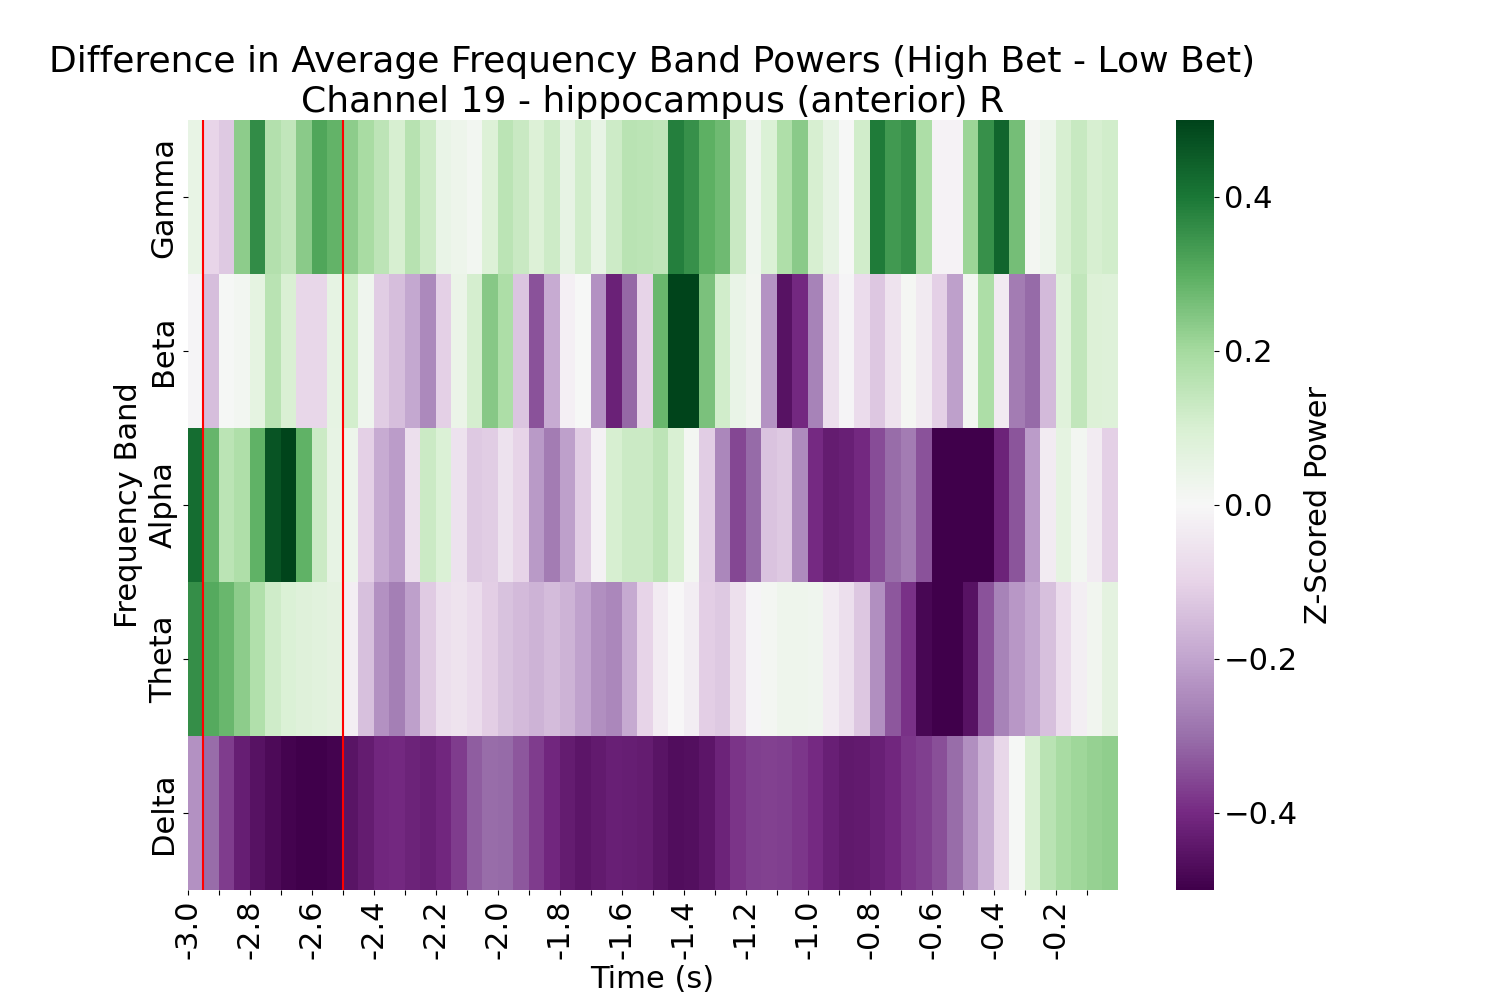 Difference in Average Frequency Band Powers (High Bet - Low Bet)
Channel 19 - hippocampus (anterior) R
Frequency Band
Gamma
Beta
Alpha
Theta
Delta
-3.0
-2.8
-2.6
-2.4
-2.2
-2.0
-1.8
-1.6
-1.4
-1.2
-1.0
-0.8
-0.6
-0.4
-0.2
Time (s)
0.4
0.2
0.0
−0.2
−0.4
Z-Scored Power